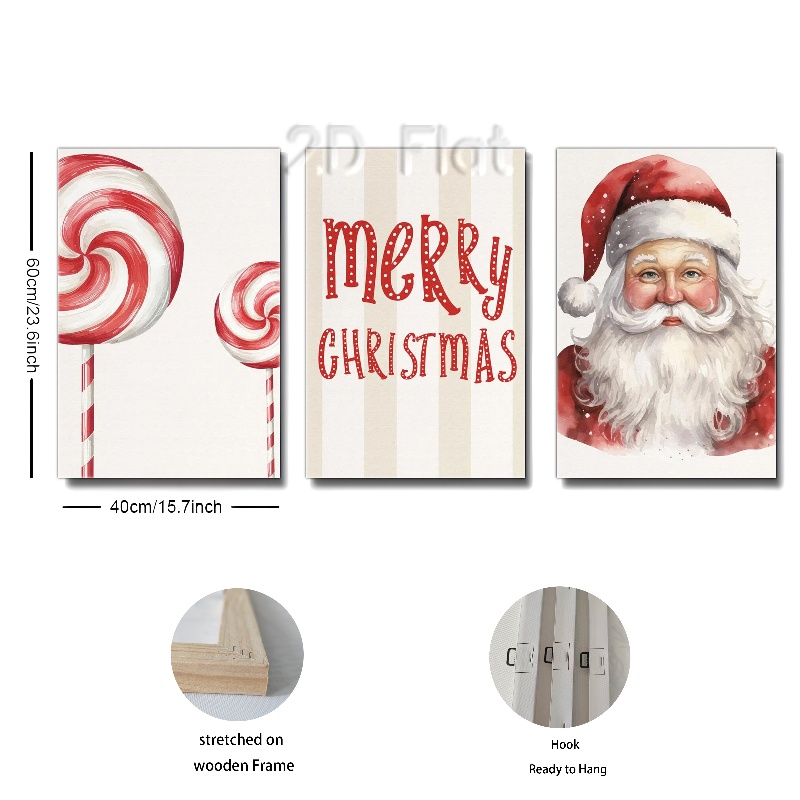 2D Flat
MeRRy
CHRISTMAS
60cm/23.6inch
40cm/15.7inch
stretched on
wooden Frame
Hook
Ready to Hang